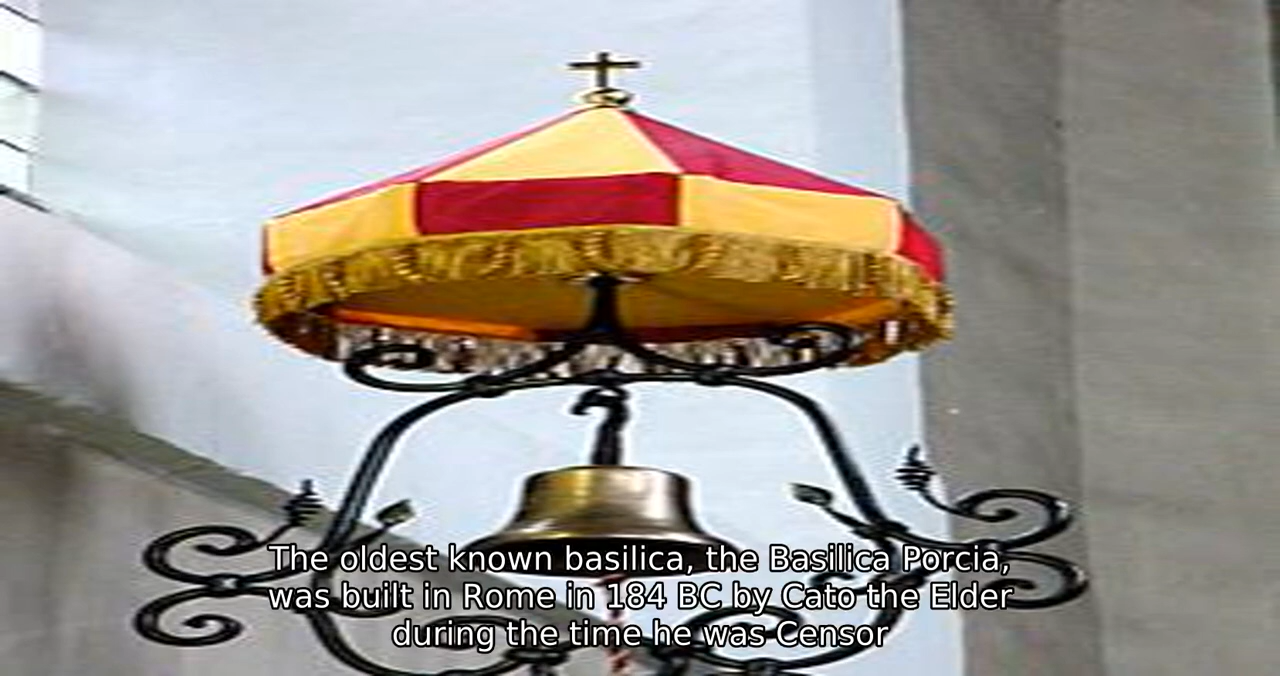 The oldest known basilica, the Basilica Porcia,
was built in Rome in 184 BC by Cato the Elder
during the time he was Censor